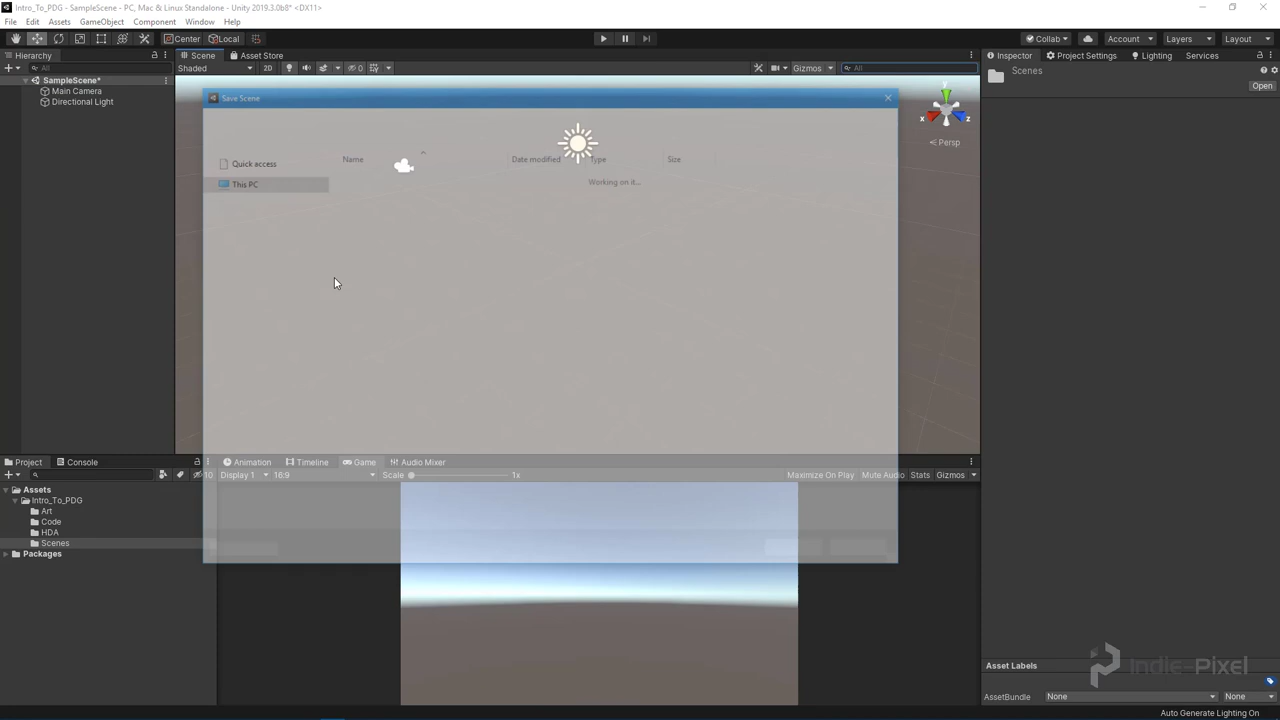 Intro_To_PDG - SampleScene - PC, Mac & Linux Standalone - Unity 2019.3.0b8* <DX11>
File Edit Assets GameObject Component Window Help
Center Local Collab Account Layers Layout
Hierarchy Scene Asset Store Inspector Project Settings Lighting Services
All Shaded 2D 0 Gizmos All Scenes
SampleScene* Open
Main Camera
Directional Light
Save Scene
y
x z
Persp
Name Date modified Type Size
Quick access
This PC Working on it...
Project Console Animation Timeline Game Audio Mixer
10 Display 1 16:9 Scale 1x Maximize On Play Mute Audio Stats Gizmos
Assets
Intro_To_PDG
Art
Code
HDA
Scenes
Packages
Asset Labels
Indie-Pixel
AssetBundle None None
Auto Generate Lighting On